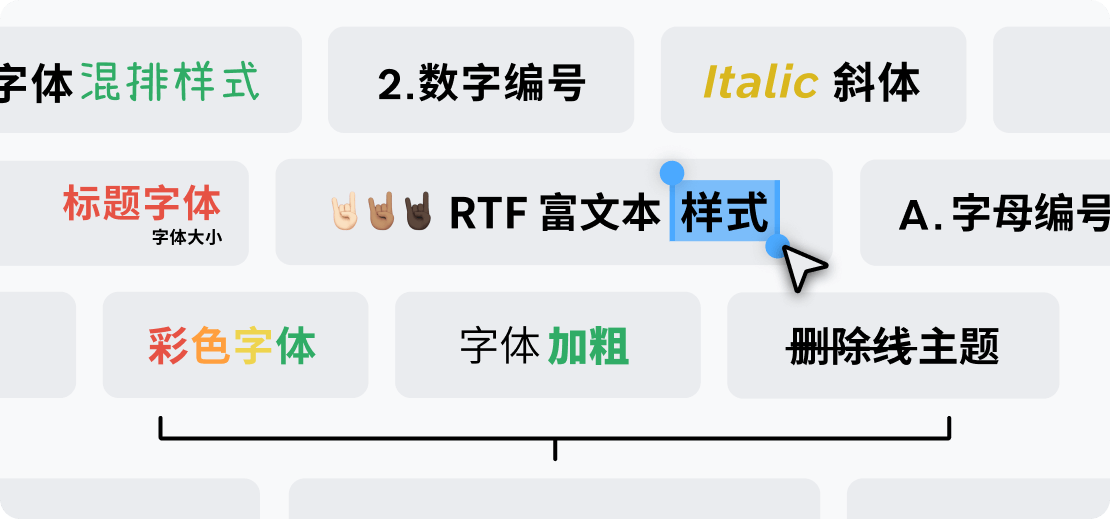 字体 混排样式
2.数字编号
Italic 斜体
标题字体
字体大小
🤘🏻🤘🏽🤘🏿 RTF 富文本 样式
A. 字母编号
彩色字体
字体 加粗
删除线主题